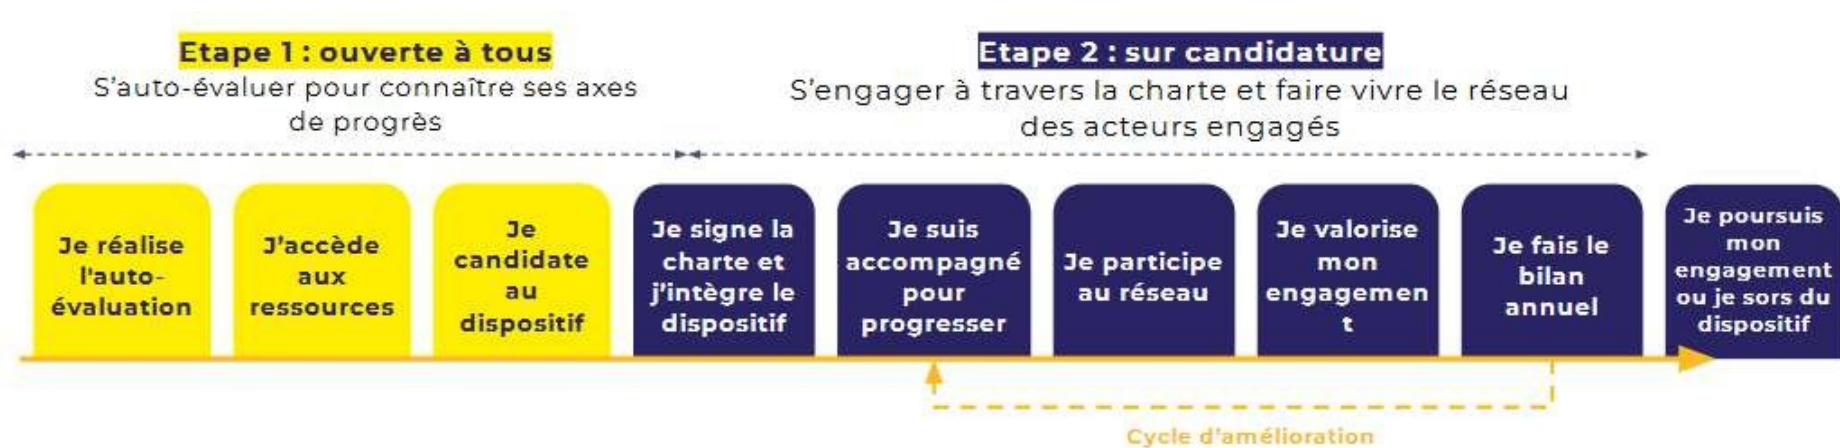 Etape 1 : ouverte à tous
S'auto-évaluer pour connaître ses axes
de progrès
Etape 2 : sur candidature
S'engager à travers la charte et faire vivre le réseau
des acteurs engagés
Je réalise
l'auto-
évaluation
J'accède
aux
ressources
Je
candidate
au
dispositif
Je signe la
charte et
j'intègre le
dispositif
Je suis
accompagné
pour
progresser
Je participe
au réseau
Je valorise
mon
engagemen
t
Je fais le
bilan
annuel
Je poursuis
mon
engagement
ou je sors du
dispositif
Cycle d'amélioration